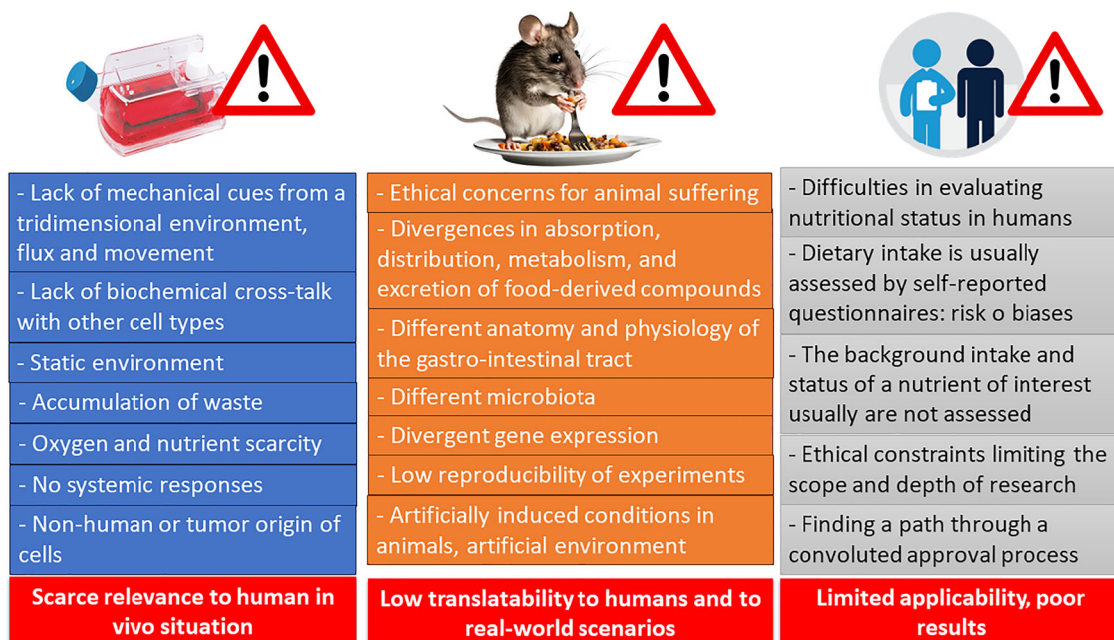 - Lack of mechanical cues from a
tridimensional environment,
flux and movement
- Lack of biochemical cross-talk
with other cell types
- Static environment
- Accumulation of waste
- Oxygen and nutrient scarcity
- No systemic responses
- Non-human or tumor origin of
cells
Scarce relevance to human in
vivo situation
- Ethical concerns for animal suffering
- Divergences in absorption,
distribution, metabolism, and
excretion of food-derived compounds
- Different anatomy and physiology of
the gastro-intestinal tract
- Different microbiota
- Divergent gene expression
- Low reproducibility of experiments
- Artificially induced conditions in
animals, artificial environment
Low translatability to humans and to
real-world scenarios
- Difficulties in evaluating
nutritional status in humans
- Dietary intake is usually
assessed by self-reported
questionnaires: risk o biases
- The background intake and
status of a nutrient of interest
usually are not assessed
- Ethical constraints limiting the
scope and depth of research
- Finding a path through a
convoluted approval process
Limited applicability, poor
results